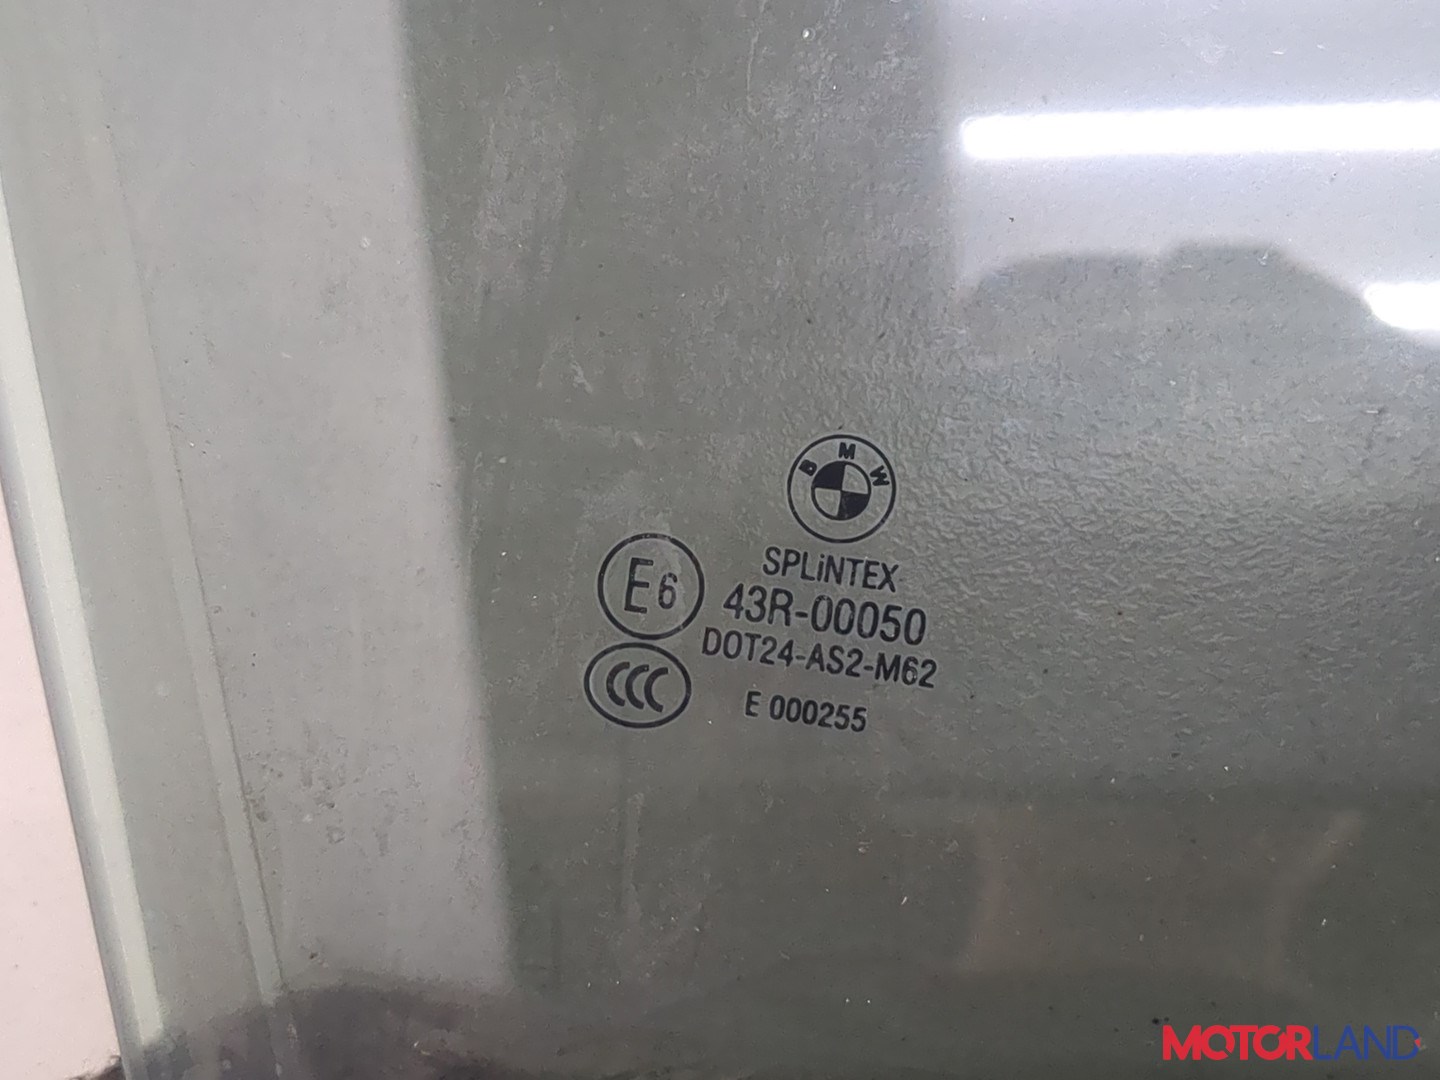 BMW
SPLiNTEX
E6
43R-00050
DOT24-AS2-M62
CCC
E 000255
MOTORLAND